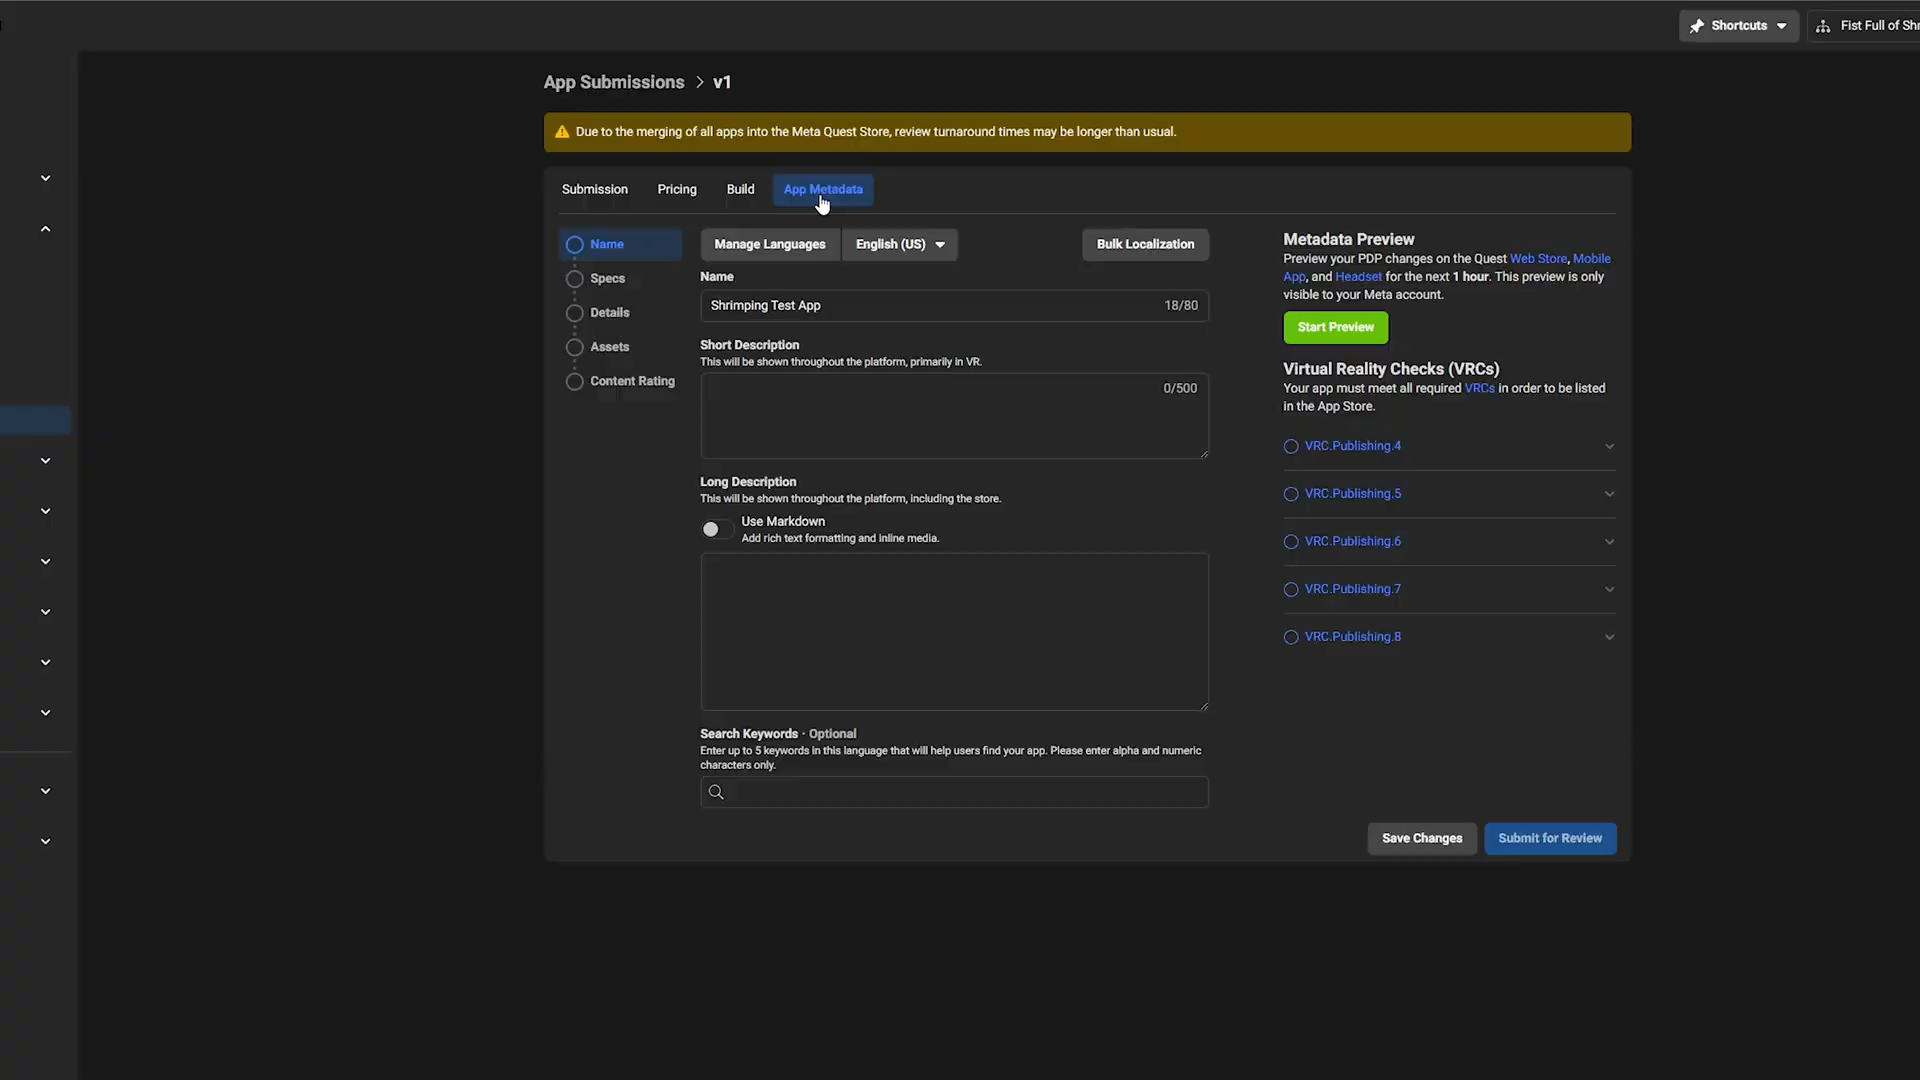 Shortcuts
Fist Full of Shr
App Submissions > v1
Due to the merging of all apps into the Meta Quest Store, review turnaround times may be longer than usual.
Submission Pricing Build App Metadata
Name
Specs
Details
Assets
Content Rating
Manage Languages English (US) Bulk Localization
Name
Shrimping Test App 18/80
Short Description
This will be shown throughout the platform, primarily in VR.
0/500
Long Description
This will be shown throughout the platform, including the store.
Use Markdown
Add rich text formatting and inline media.
Search Keywords · Optional
Enter up to 5 keywords in this language that will help users find your app. Please enter alpha and numeric
characters only.
Metadata Preview
Preview your PDP changes on the Quest Web Store, Mobile
App, and Headset for the next 1 hour. This preview is only
visible to your Meta account.
Start Preview
Virtual Reality Checks (VRCs)
Your app must meet all required VRCs in order to be listed
in the App Store.
VRC.Publishing.4
VRC.Publishing.5
VRC.Publishing.6
VRC.Publishing.7
VRC.Publishing.8
Save Changes Submit for Review